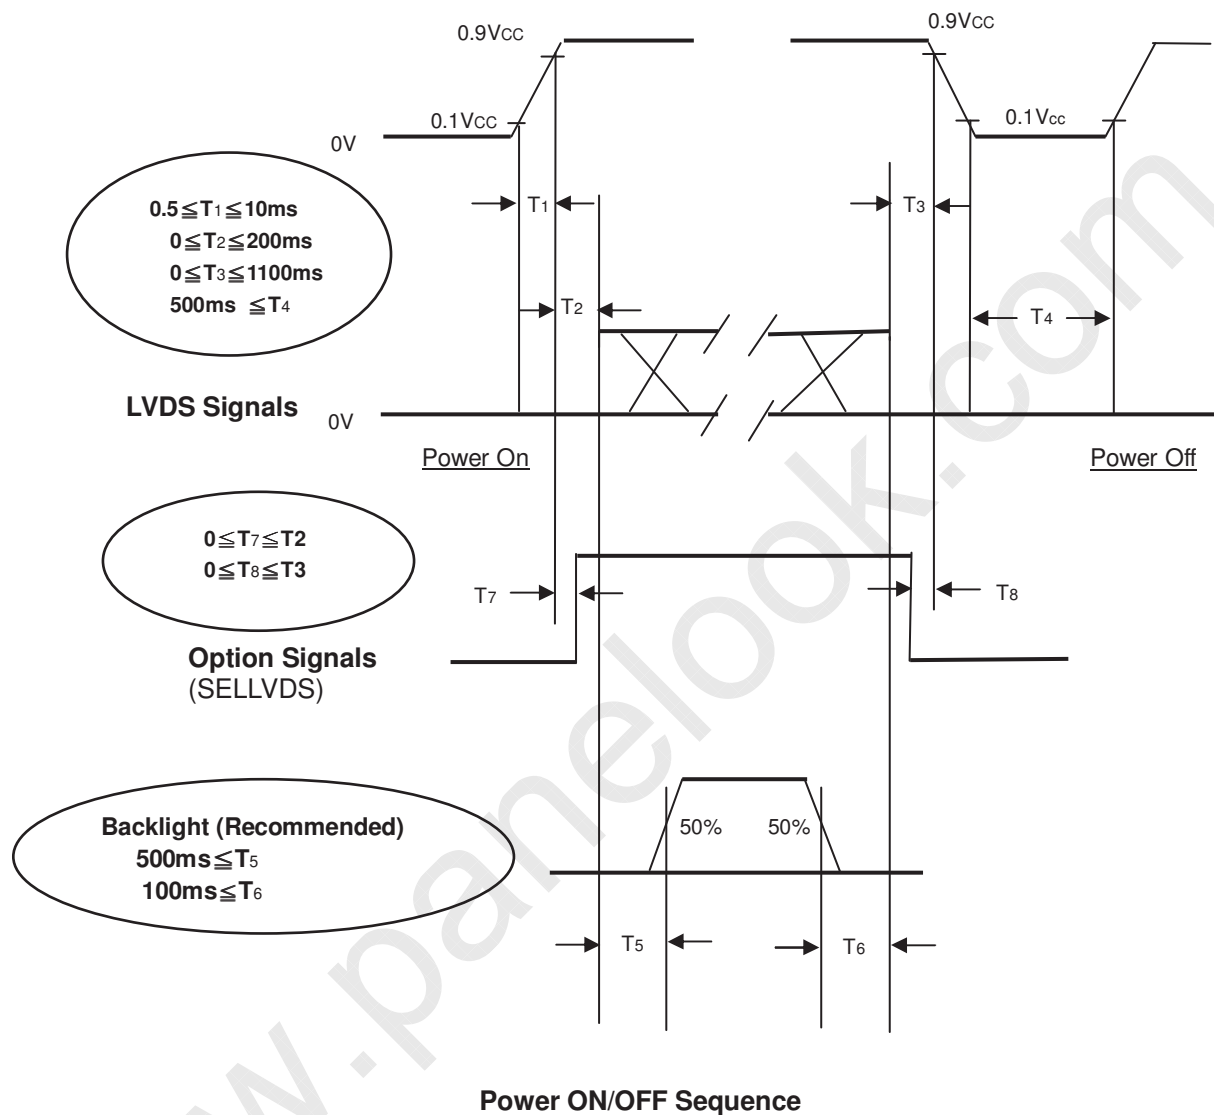 0.9VCC
0.9VCC
0.1VCC
0.1Vcc
0V
0.5≦T1≦10ms
0≦T2≦200ms
0≦T3≦1100ms
500ms ≦T4
T1
T3
T2
T4
LVDS Signals
0V
Power On
Power Off
0≦T7≦T2
0≦T8≦T3
T7
T8
Option Signals
(SELLVDS)
Backlight (Recommended)
500ms≦T5
100ms≦T6
50%
50%
T5
T6
Power ON/OFF Sequence
w.panelook.com